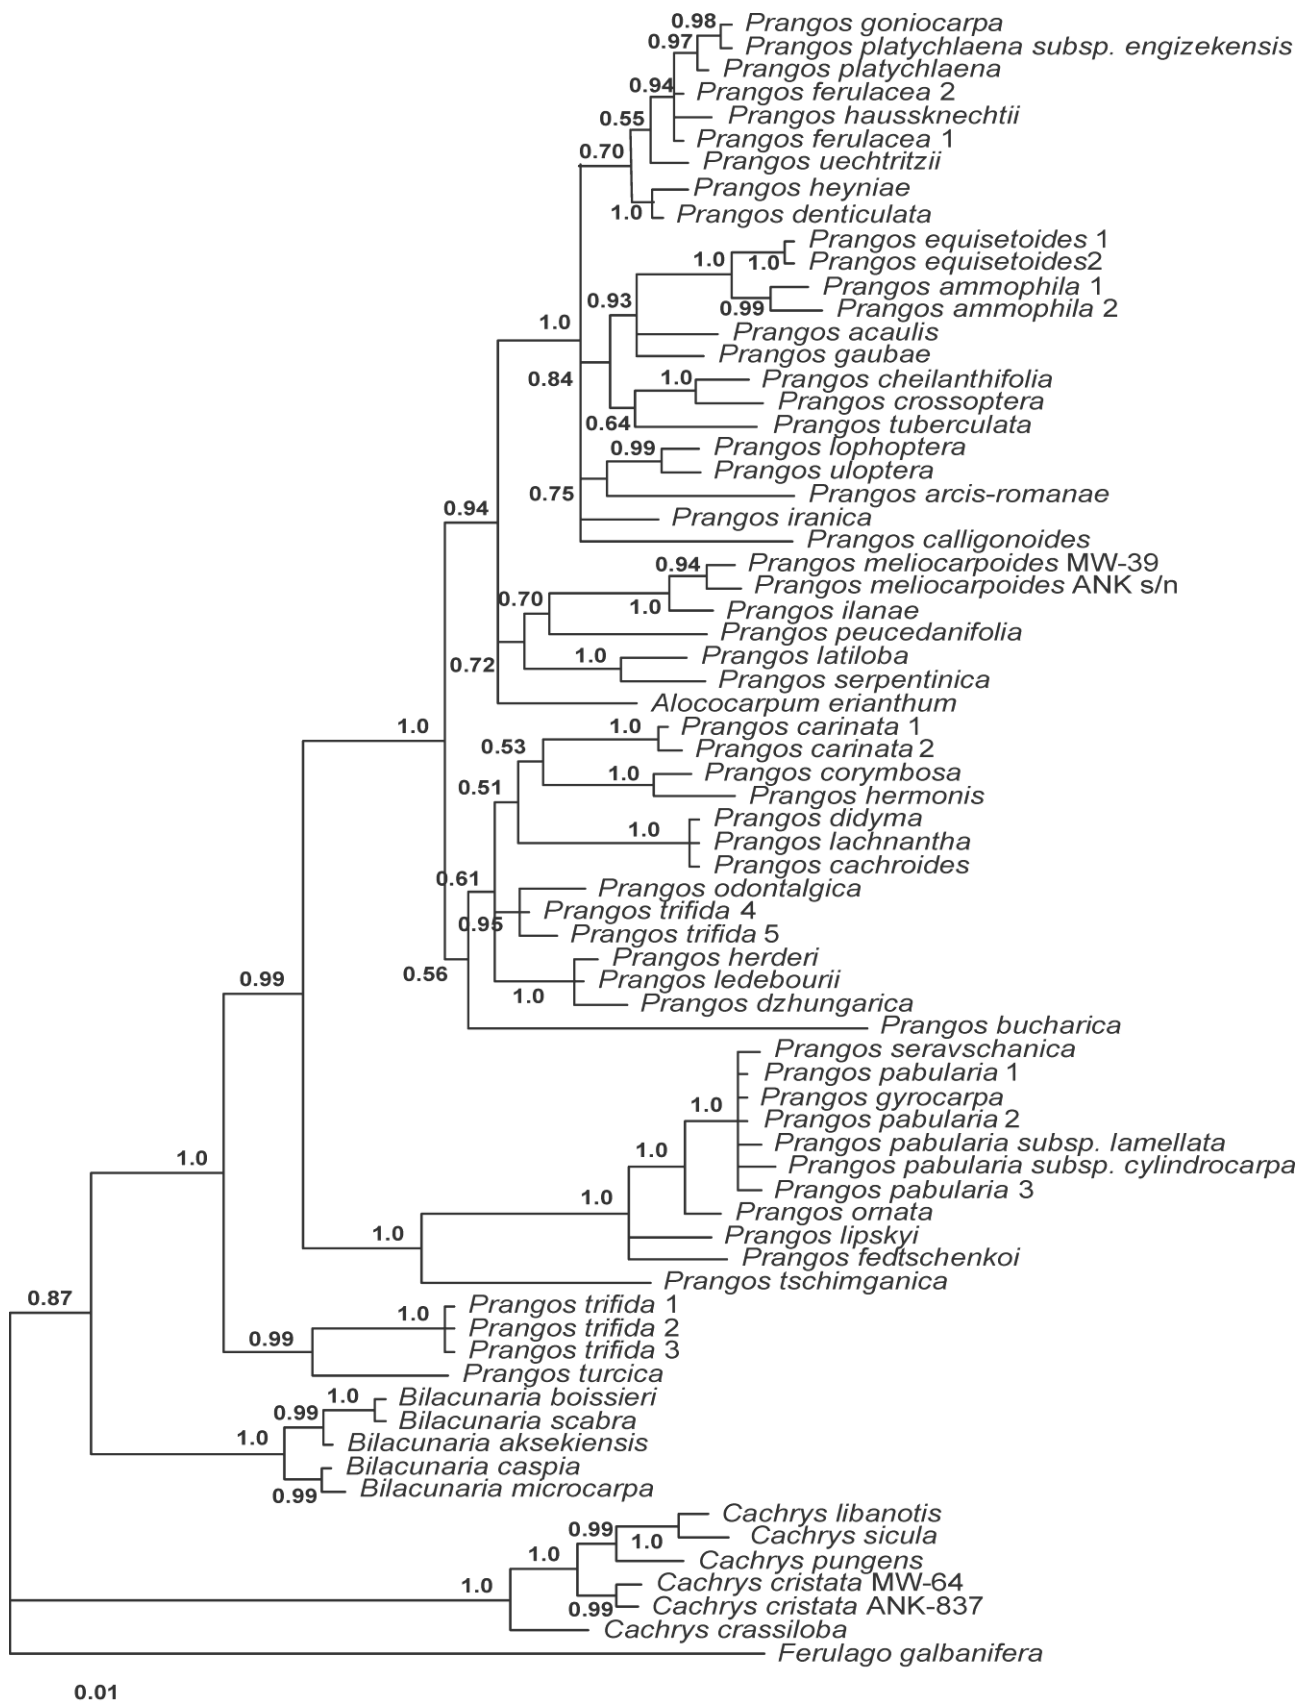 0.98 Prangos goniocarpa
0.97 Prangos platychlaena subsp. engizekensis
Prangos platychlaena
0.94 Prangos ferulacea 2
0.55 Prangos haussknechtii
Prangos ferulacea 1
0.70 Prangos uechtritzii
Prangos heyniae
1.0 Prangos denticulata
Prangos equisetoides 1
1.0 1.0 Prangos equisetoides2
Prangos ammophila 1
0.93 0.99 Prangos ammophila 2
1.0 Prangos acaulis
Prangos gaubae
0.84 1.0 Prangos cheilanthifolia
Prangos crossoptera
0.64 Prangos tuberculata
0.99 Prangos lophoptera
Prangos uloptera
0.75 Prangos arcis-romanae
0.94 Prangos iranica
Prangos calligonoides
0.94 Prangos meliocarpoides MW-39
Prangos meliocarpoides ANK s/n
0.70 1.0 Prangos ilanae
Prangos peucedanifolia
0.72 1.0 Prangos latiloba
Prangos serpentinica
Alococarpum erianthum
1.0 1.0 Prangos carinata 1
0.53 Prangos carinata 2
1.0 Prangos corymbosa
0.51 Prangos hermonis
Prangos didyma
1.0 Prangos lachnantha
Prangos cachroides
0.61 Prangos odontalgica
0.95 Prangos trifida 4
Prangos trifida 5
Prangos herderi
0.99 0.56 Prangos ledebourii
1.0 Prangos dzhungarica
Prangos bucharica
Prangos seravschanica
Prangos pabularia 1
1.0 Prangos gyrocarpa
Prangos pabularia 2
1.0 1.0 Prangos pabularia subsp. lamellata
Prangos pabularia subsp. cylindrocarpa
1.0 Prangos pabularia 3
Prangos ornata
1.0 Prangos lipskyi
Prangos fedtschenkoi
Prangos tschimganica
0.87 1.0 Prangos trifida 1
Prangos trifida 2
0.99 Prangos trifida 3
Prangos turcica
1.0 Bilacunaria boissieri
0.99 Bilacunaria scabra
1.0 Bilacunaria aksekiensis
Bilacunaria caspia
0.99 Bilacunaria microcarpa
Cachrys libanotis
0.99 1.0 Cachrys sicula
1.0 Cachrys pungens
1.0 Cachrys cristata MW-64
0.99 Cachrys cristata ANK-837
Cachrys crassiloba
Ferulago galbanifera
0.01